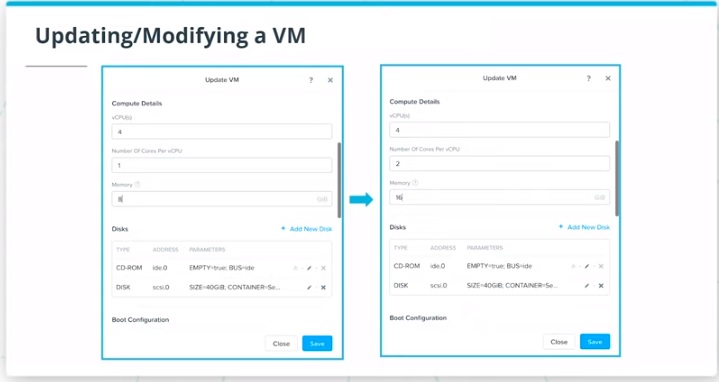 Updating/Modifying a VM
Update VM ? ×
Compute Details
vCPU(s)
4
Number Of Cores Per vCPU
1
Memory ?
8 GiB
Disks + Add New Disk
TYPE ADDRESS PARAMETERS
CD-ROM ide.0 EMPTY=true; BUS=ide
DISK scsi.0 SIZE=40GiB; CONTAINER=Se...
Boot Configuration
Close Save
Update VM ? ×
Compute Details
vCPU(s)
4
Number Of Cores Per vCPU
2
Memory ?
16 GiB
Disks + Add New Disk
TYPE ADDRESS PARAMETERS
CD-ROM ide.0 EMPTY=true; BUS=ide
DISK scsi.0 SIZE=40GiB; CONTAINER=Se...
Boot Configuration
Close Save